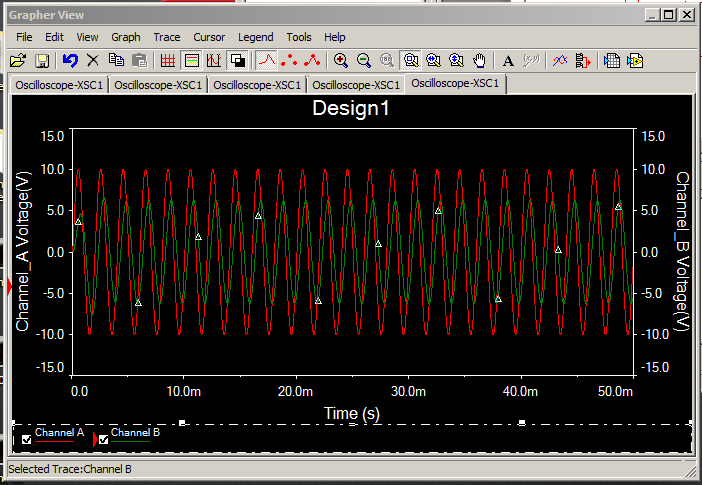 Grapher View
File Edit View Graph Trace Cursor Legend Tools Help
Oscilloscope-XSC1 Oscilloscope-XSC1 Oscilloscope-XSC1 Oscilloscope-XSC1 Oscilloscope-XSC1
Design1
Channel_A Voltage(V)
15.0
10.0
5.0
0.0
-5.0
-10.0
-15.0
15.0
10.0
5.0
0.0
-5.0
-10.0
-15.0
Channel_B Voltage(V)
0.0 10.0m 20.0m 30.0m 40.0m 50.0m
Time (s)
Channel A Channel B
Selected Trace:Channel B